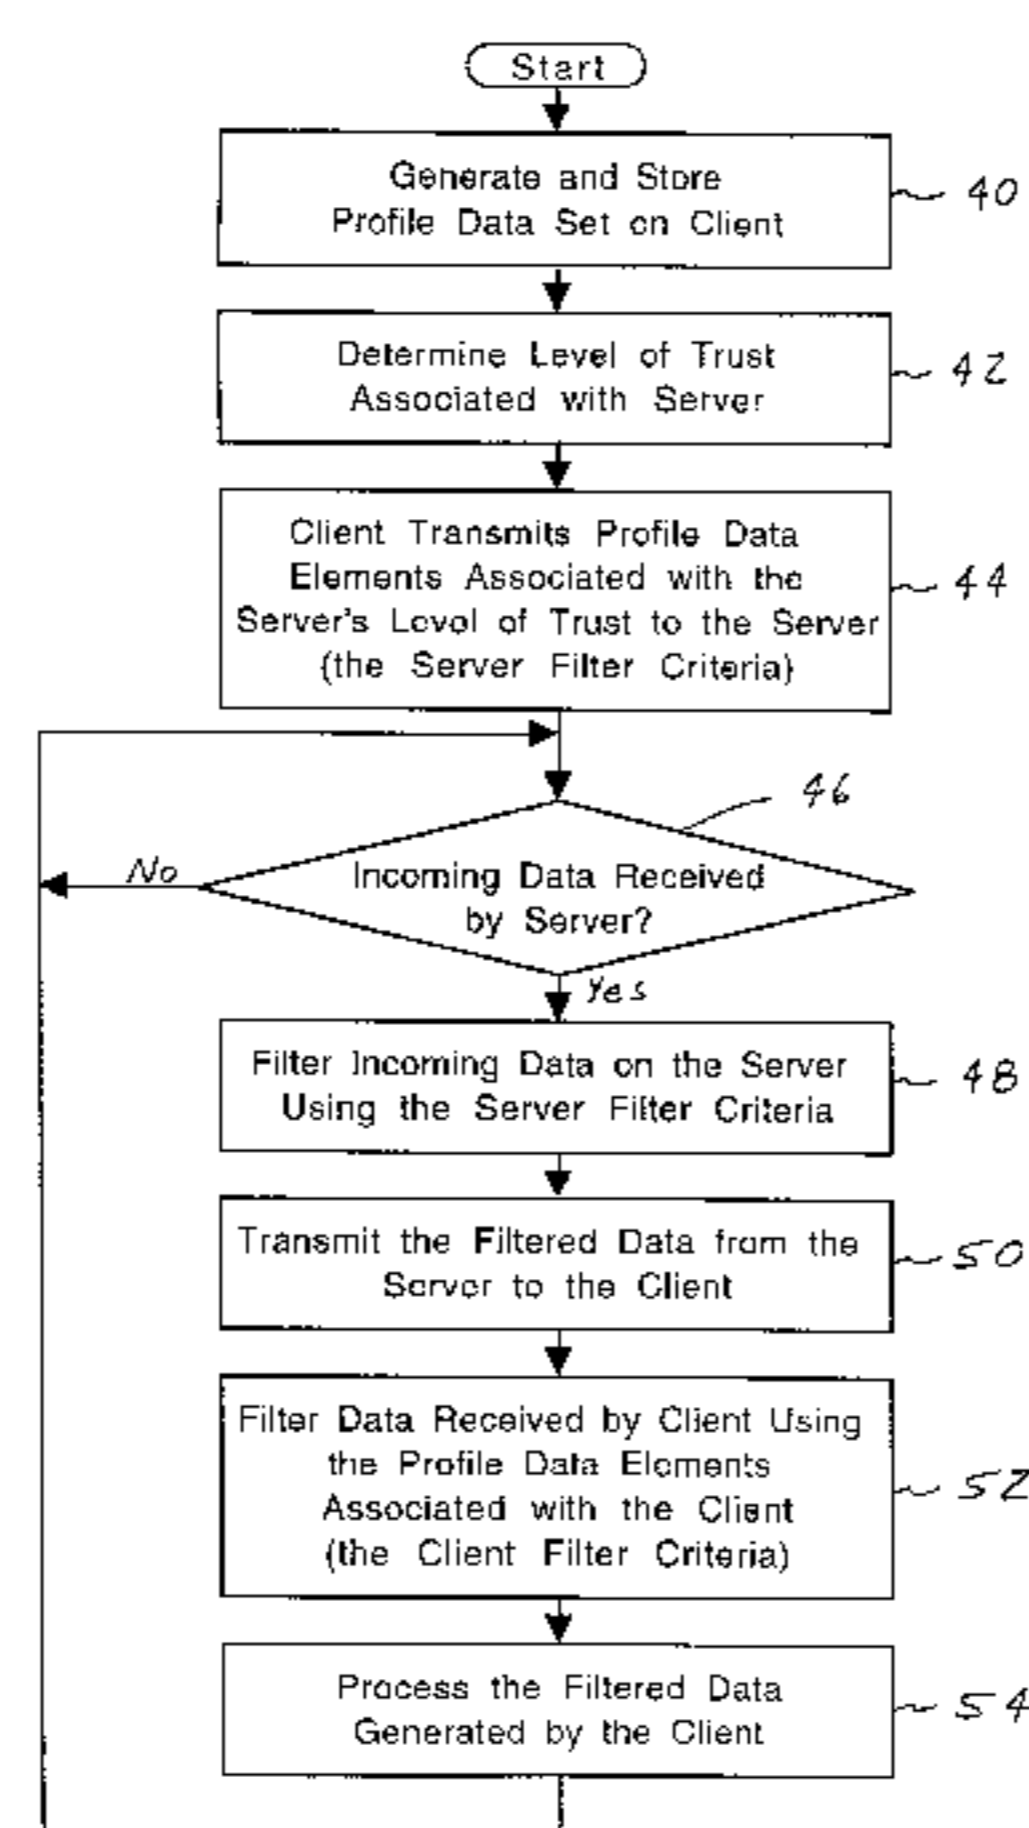 Start
Generate and Store
Profile Data Set on Client
40
Determine Level of Trust
Associated with Server
42
Client Transmits Profile Data
Elements Associated with the
Server's Level of Trust to the Server
(the Server Filter Criteria)
44
46
No
Incoming Data Received
by Server?
Yes
Filter Incoming Data on the Server
Using the Server Filter Criteria
48
Transmit the Filtered Data from the
Server to the Client
50
Filter Data Received by Client Using
the Profile Data Elements
Associated with the Client
(the Client Filter Criteria)
52
Process the Filtered Data
Generated by the Client
54